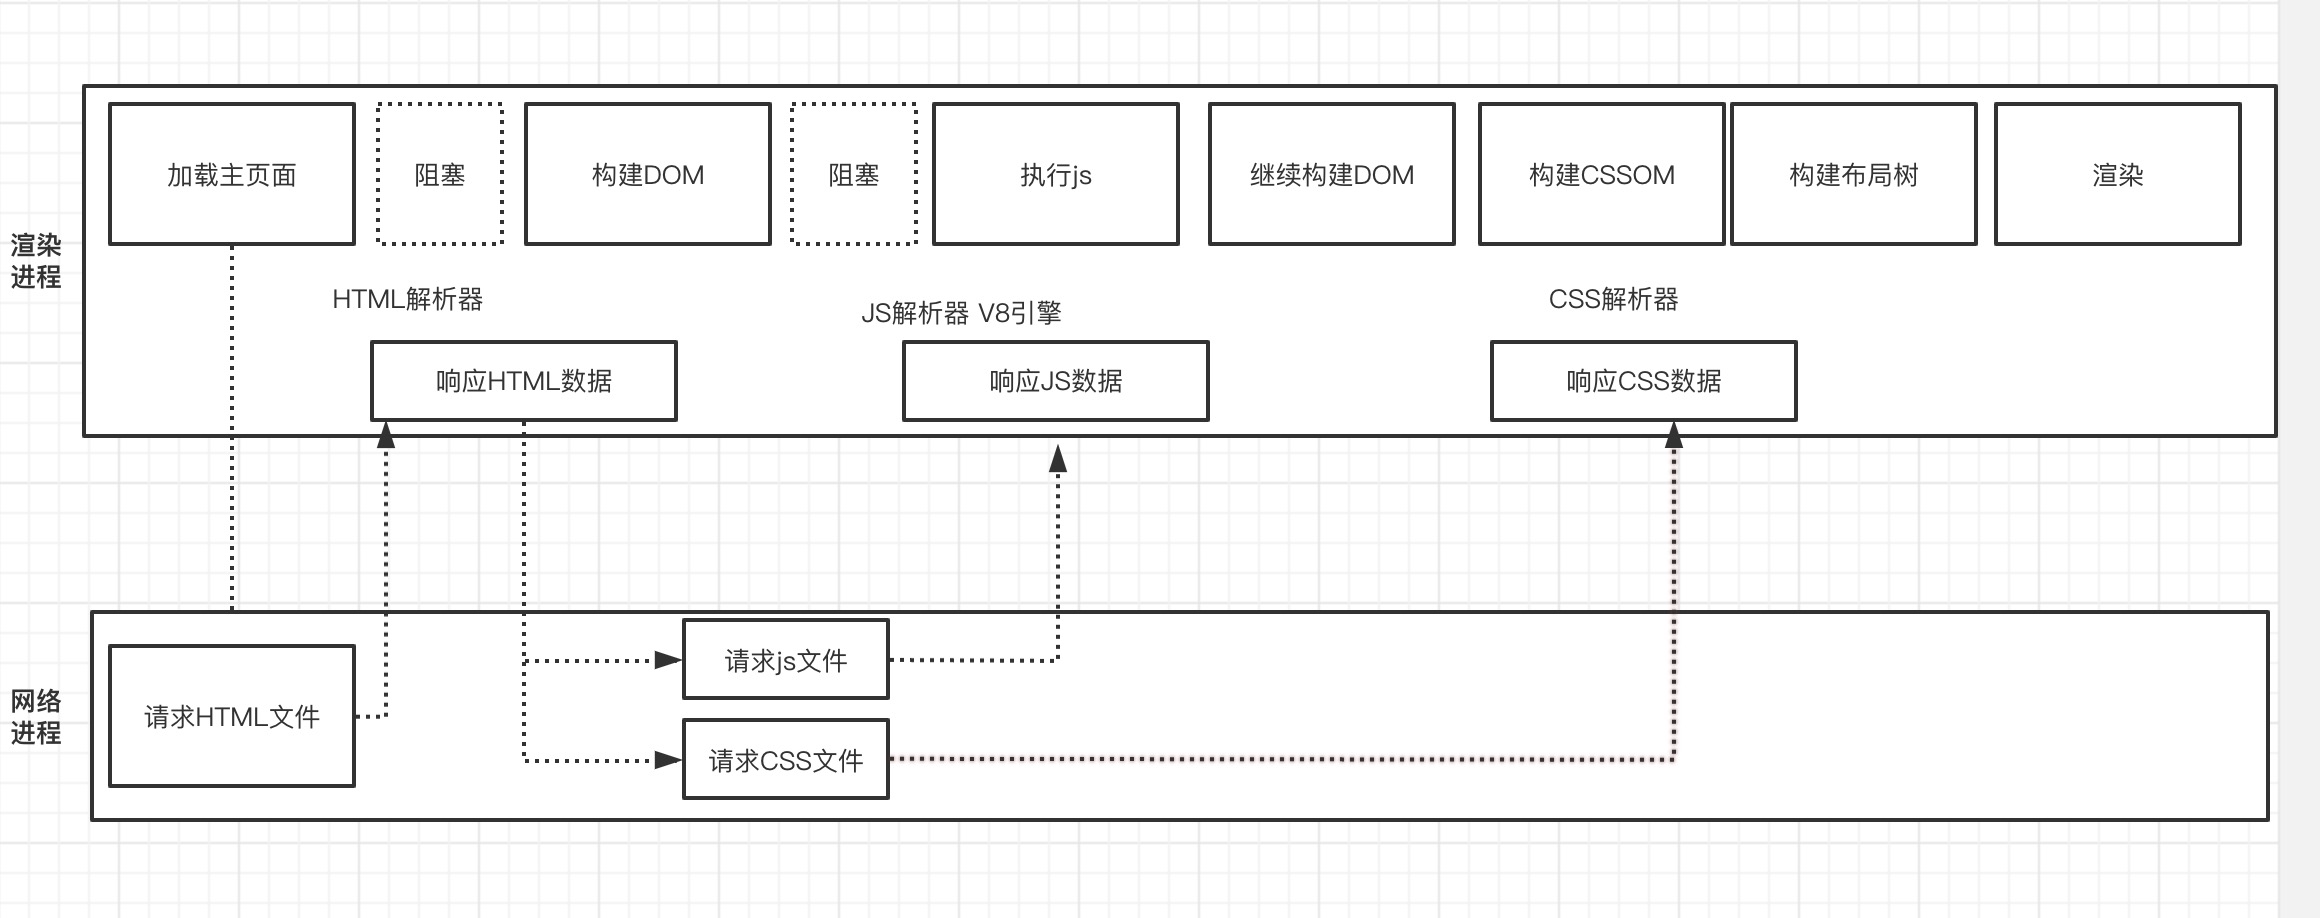 加载主页面
阻塞
构建DOM
阻塞
执行js
继续构建DOM
构建CSSOM
构建布局树
渲染
渲染
进程
HTML解析器
JS解析器 V8引擎
CSS解析器
响应HTML数据
响应JS数据
响应CSS数据
网络
进程
请求HTML文件
请求js文件
请求CSS文件